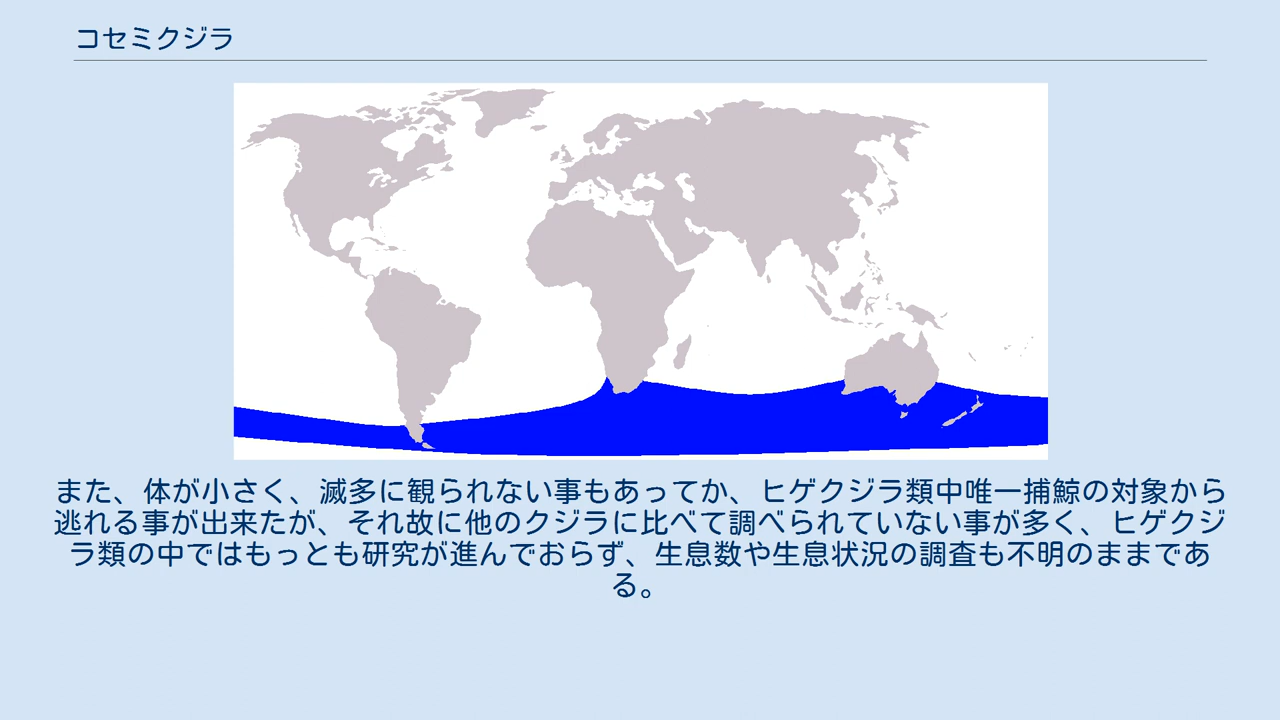 コセミクジラ
また、体が小さく、滅多に観られない事もあってか、ヒゲクジラ類中唯一捕鯨の対象から
逃れる事が出来たが、それ故に他のクジラに比べて調べられていない事が多く、ヒゲクジ
ラ類の中ではもっとも研究が進んでおらず、生息数や生息状況の調査も不明のままであ
る。